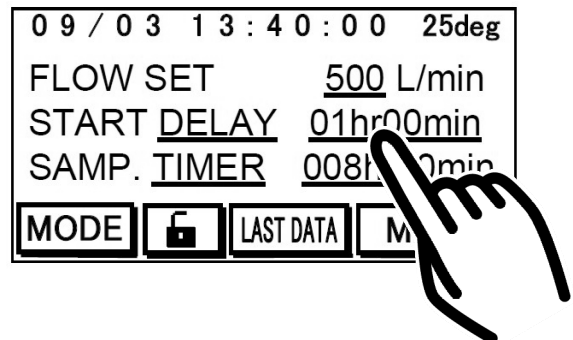 09/03 13:40:00 25deg
FLOW SET 500 L/min
START DELAY 01hr00min
SAMP. TIMER
MODE LAST DATA